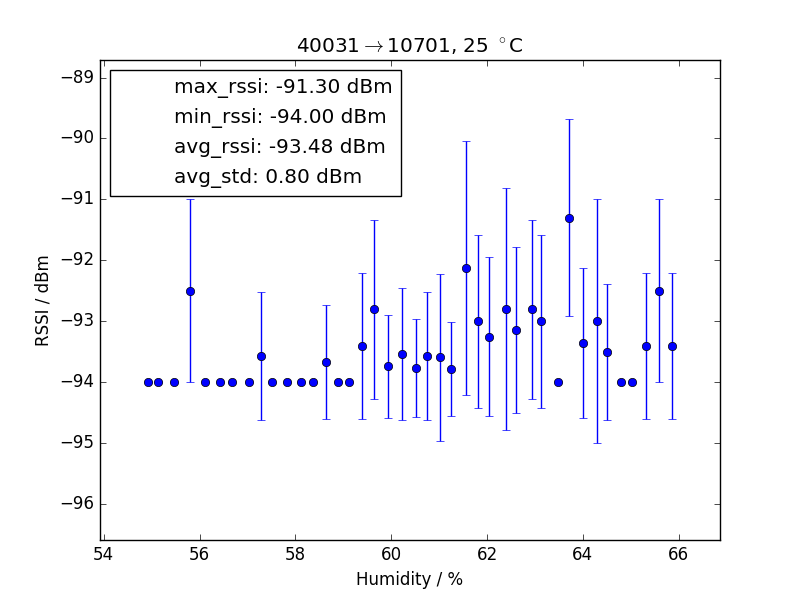 40031→10701, 25 °C
max_rssi: -91.30 dBm
min_rssi: -94.00 dBm
avg_rssi: -93.48 dBm
avg_std: 0.80 dBm
RSSI / dBm
−89
−90
−91
−92
−93
−94
−95
−96
54 56 58 60 62 64 66
Humidity / %